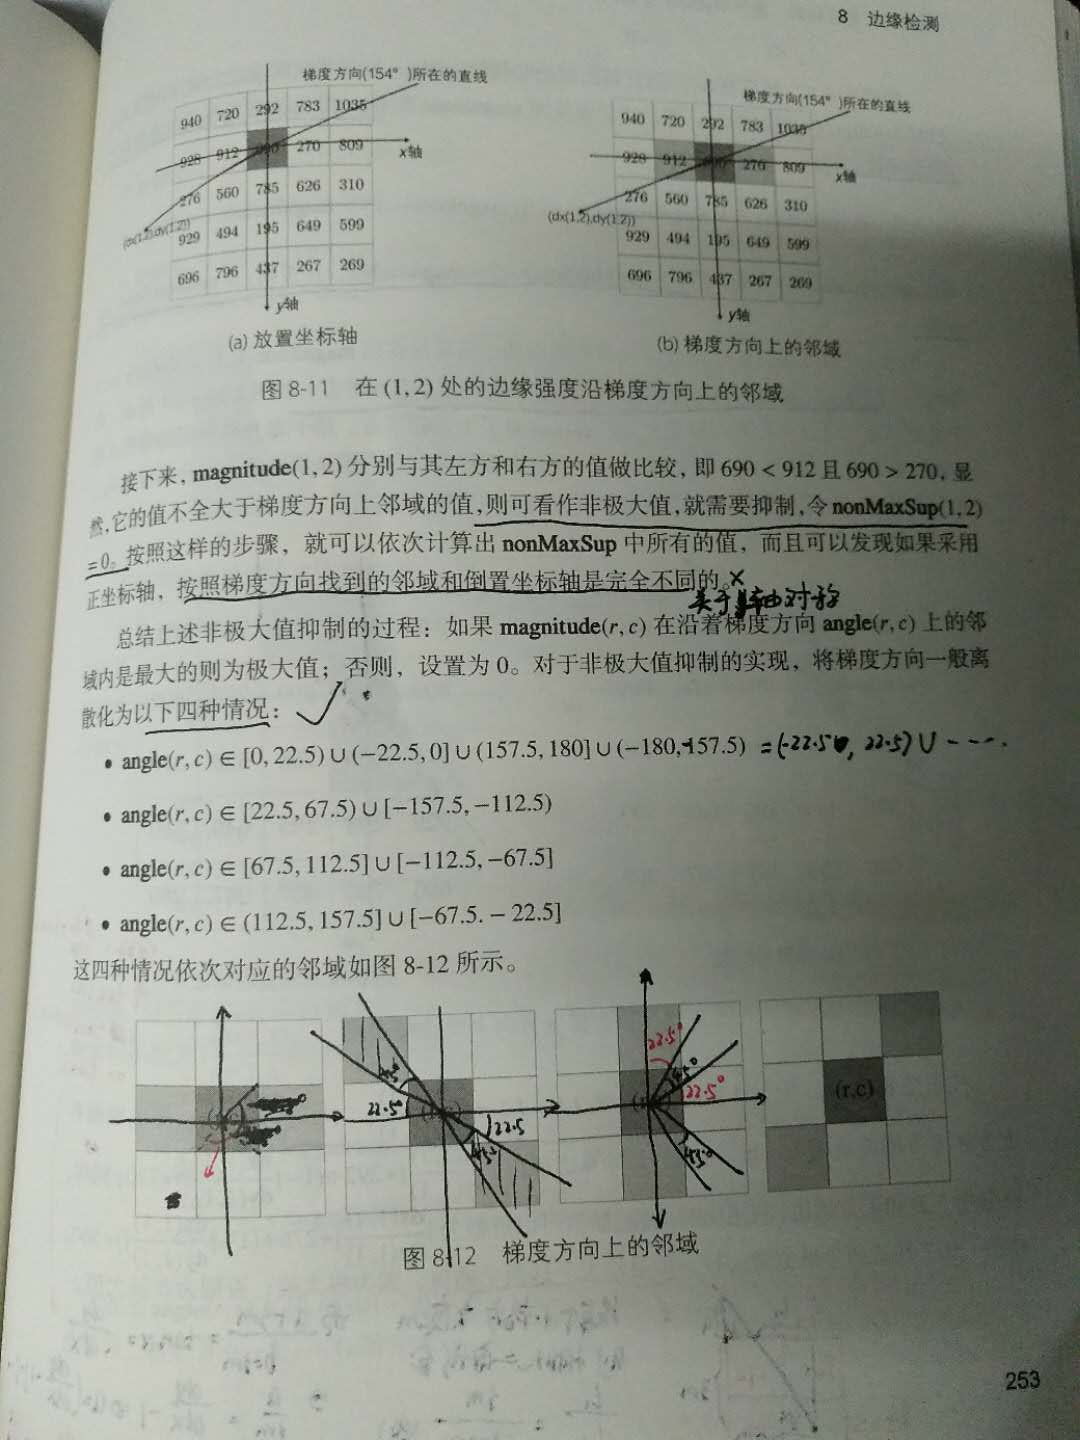 8 边缘检测
梯度方向(154° )所在的直线
940 720 292 783 1035
928 912 270 809
x轴
276 560 785 626 310
(dx(1,2),dy(1,2))
929 494 195 649 599
696 796 437 267 269
y轴
(a) 放置坐标轴
梯度方向(154° )所在的直线
940 720 292 783 1035
928 912 270 809
x轴
276 560 785 626 310
(dx(1,2),dy(1,2))
929 494 195 649 599
696 796 437 267 269
y轴
(b) 梯度方向上的邻域
图 8-11 在 (1, 2) 处的边缘强度沿梯度方向上的邻域
接下来, magnitude(1, 2) 分别与其左方和右方的值做比较, 即 690 < 912 且 690 > 270, 显
然,它的值不全大于梯度方向上邻域的值,则可看作非极大值,就需要抑制,令 nonMaxSup(1, 2)
=0。按照这样的步骤，就可以依次计算出 nonMaxSup 中所有的值，而且可以发现如果采用
正坐标轴，按照梯度方向找到的邻域和倒置坐标轴是完全不同的。×
关于 轴对称
总结上述非极大值抑制的过程：如果 magnitude(r, c) 在沿着梯度方向 angle(r, c) 上的邻
域内是最大的则为极大值；否则，设置为 0。对于非极大值抑制的实现，将梯度方向一般离
散化为以下四种情况：
• angle(r, c) ∈ [0, 22.5) ∪ (−22.5, 0] ∪ (157.5, 180] ∪ (−180, -157.5) = (-22.5, 22.5) ∪ ----.
• angle(r, c) ∈ [22.5, 67.5) ∪ [−157.5, −112.5)
• angle(r, c) ∈ [67.5, 112.5] ∪ [−112.5, −67.5]
• angle(r, c) ∈ (112.5, 157.5] ∪ [−67.5. − 22.5]
这四种情况依次对应的邻域如图 8-12 所示。
45°
22.5°
22.5
45°
22.5°
45°
22.5°
45°
(r,c)
图 8-12 梯度方向上的邻域
253